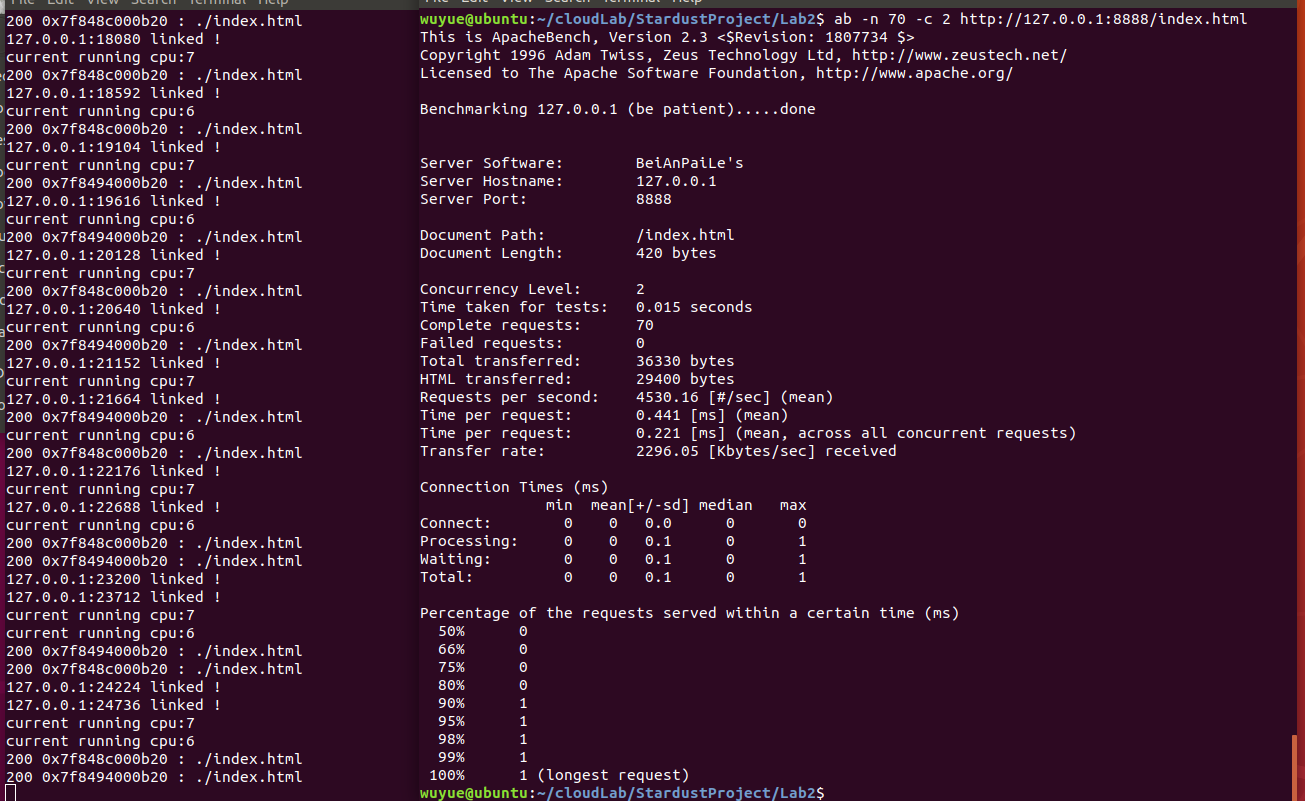 File Edit View Search Terminal Help
200 0x7f848c000b20 : ./index.html
127.0.0.1:18080 linked !
current running cpu:7
200 0x7f848c000b20 : ./index.html
127.0.0.1:18592 linked !
current running cpu:6
200 0x7f848c000b20 : ./index.html
127.0.0.1:19104 linked !
current running cpu:7
200 0x7f8494000b20 : ./index.html
127.0.0.1:19616 linked !
current running cpu:6
200 0x7f8494000b20 : ./index.html
127.0.0.1:20128 linked !
current running cpu:7
200 0x7f848c000b20 : ./index.html
127.0.0.1:20640 linked !
current running cpu:6
200 0x7f8494000b20 : ./index.html
127.0.0.1:21152 linked !
current running cpu:7
127.0.0.1:21664 linked !
200 0x7f8494000b20 : ./index.html
current running cpu:6
200 0x7f848c000b20 : ./index.html
127.0.0.1:22176 linked !
current running cpu:7
127.0.0.1:22688 linked !
current running cpu:6
200 0x7f848c000b20 : ./index.html
200 0x7f8494000b20 : ./index.html
127.0.0.1:23200 linked !
127.0.0.1:23712 linked !
current running cpu:7
current running cpu:6
200 0x7f8494000b20 : ./index.html
200 0x7f848c000b20 : ./index.html
127.0.0.1:24224 linked !
127.0.0.1:24736 linked !
current running cpu:7
current running cpu:6
200 0x7f848c000b20 : ./index.html
200 0x7f8494000b20 : ./index.html
File Edit View Search Terminal Help
wuyue@ubuntu:~/cloudLab/StardustProject/Lab2$ ab -n 70 -c 2 http://127.0.0.1:8888/index.html
This is ApacheBench, Version 2.3 <$Revision: 1807734 $>
Copyright 1996 Adam Twiss, Zeus Technology Ltd, http://www.zeustech.net/
Licensed to The Apache Software Foundation, http://www.apache.org/
Benchmarking 127.0.0.1 (be patient).....done
Server Software: BeiAnPaiLe's
Server Hostname: 127.0.0.1
Server Port: 8888
Document Path: /index.html
Document Length: 420 bytes
Concurrency Level: 2
Time taken for tests: 0.015 seconds
Complete requests: 70
Failed requests: 0
Total transferred: 36330 bytes
HTML transferred: 29400 bytes
Requests per second: 4530.16 [#/sec] (mean)
Time per request: 0.441 [ms] (mean)
Time per request: 0.221 [ms] (mean, across all concurrent requests)
Transfer rate: 2296.05 [Kbytes/sec] received
Connection Times (ms)
min mean[+/-sd] median max
Connect: 0 0 0.0 0 0
Processing: 0 0 0.1 0 1
Waiting: 0 0 0.1 0 1
Total: 0 0 0.1 0 1
Percentage of the requests served within a certain time (ms)
50% 0
66% 0
75% 0
80% 0
90% 1
95% 1
98% 1
99% 1
100% 1 (longest request)
wuyue@ubuntu:~/cloudLab/StardustProject/Lab2$